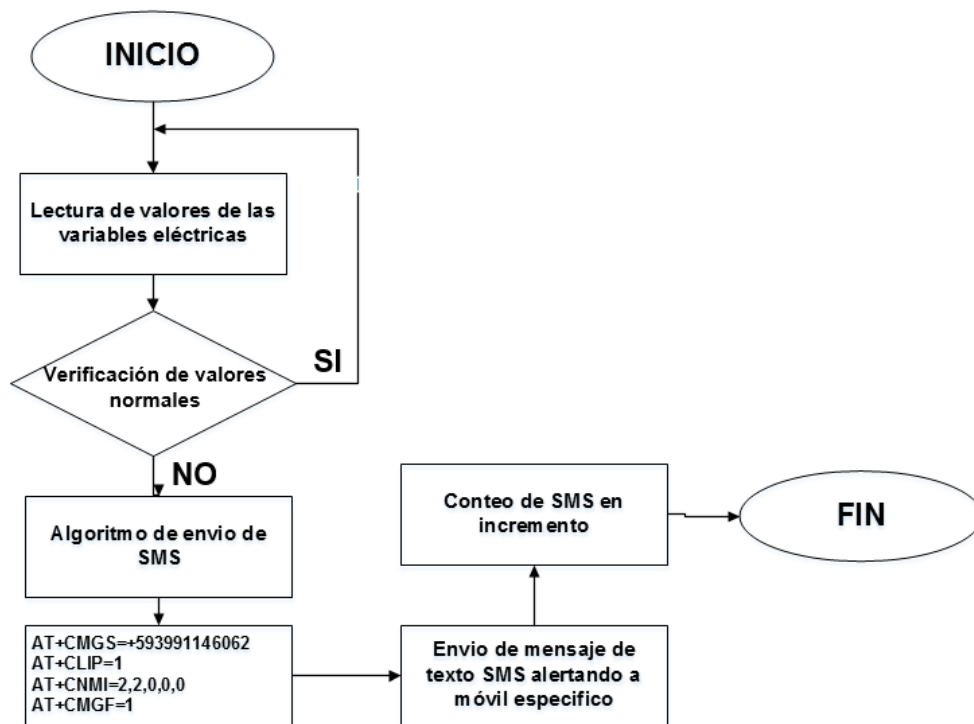 INICIO
Lectura de valores de las
variables eléctricas
Verificación de valores
normales
SI
NO
Algoritmo de envio de
SMS
AT+CMGS=+593991146062
AT+CLIP=1
AT+CNMI=2,2,0,0,0
AT+CMGF=1
Envio de mensaje de
texto SMS alertando a
móvil especifico
Conteo de SMS en
incremento
FIN